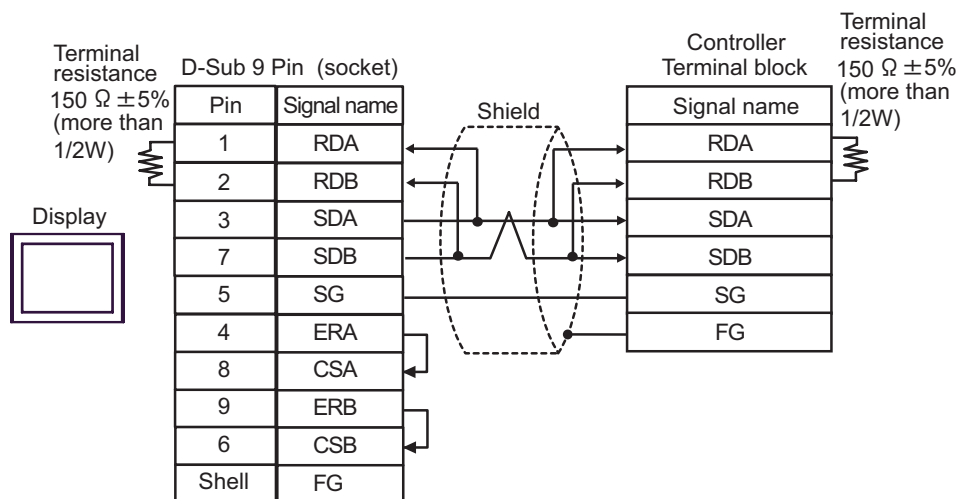 Terminal
resistance
150 Ω ±5%
(more than
1/2W)
D-Sub 9 Pin (socket)
Pin Signal name
1 RDA
2 RDB
3 SDA
7 SDB
5 SG
4 ERA
8 CSA
9 ERB
6 CSB
Shell FG
Display
Shield
Controller
Terminal block
Signal name
RDA
RDB
SDA
SDB
SG
FG
Terminal
resistance
150 Ω ±5%
(more than
1/2W)